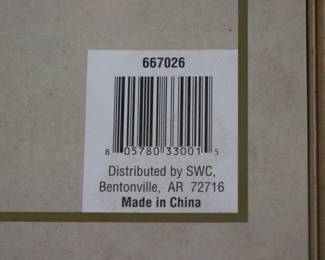 667026
8 05780 33001 5
Distributed by SWC,
Bentonville, AR 72716
Made in China